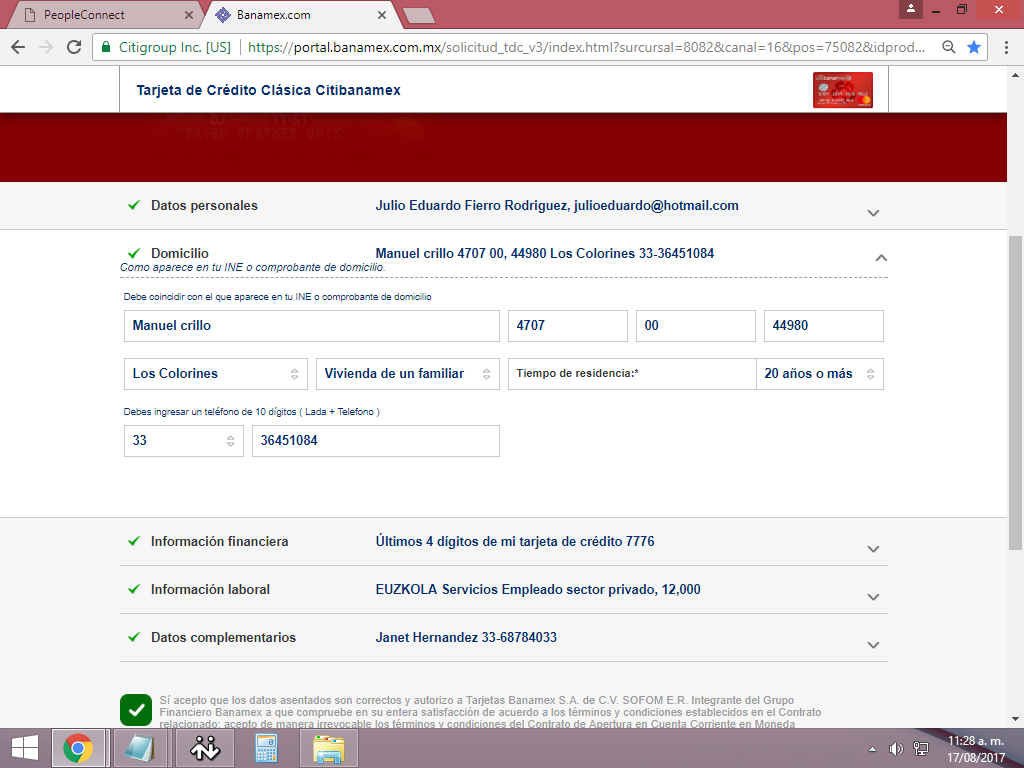 PeopleConnect
Banamex.com
Citigroup Inc. [US]
https://portal.banamex.com.mx/solicitud_tdc_v3/index.html?surcursal=8082&canal=16&pos=75082&idprod...
Tarjeta de Crédito Clásica Citibanamex
Datos personales
Julio Eduardo Fierro Rodriguez, julioeduardo@hotmail.com
Domicilio
Manuel crillo 4707 00, 44980 Los Colorines 33-36451084
Como aparece en tu INE o comprobante de domicilio.
Debe coincidir con el que aparece en tu INE o comprobante de domicilio
Manuel crillo
4707
00
44980
Los Colorines
Vivienda de un familiar
Tiempo de residencia:*
20 años o más
Debes ingresar un teléfono de 10 dígitos ( Lada + Telefono )
33
36451084
Información financiera
Últimos 4 dígitos de mi tarjeta de crédito 7776
Información laboral
EUZKOLA Servicios Empleado sector privado, 12,000
Datos complementarios
Janet Hernandez 33-68784033
Sí acepto que los datos asentados son correctos y autorizo a Tarjetas Banamex S.A. de C.V. SOFOM E.R. Integrante del Grupo
Financiero Banamex a que compruebe en su entera satisfacción de acuerdo a los términos y condiciones establecidos en el Contrato
relacionado; acepto de manera irrevocable los términos y condiciones del Contrato de Apertura en Cuenta Corriente en Moneda
11:28 a. m.
17/08/2017